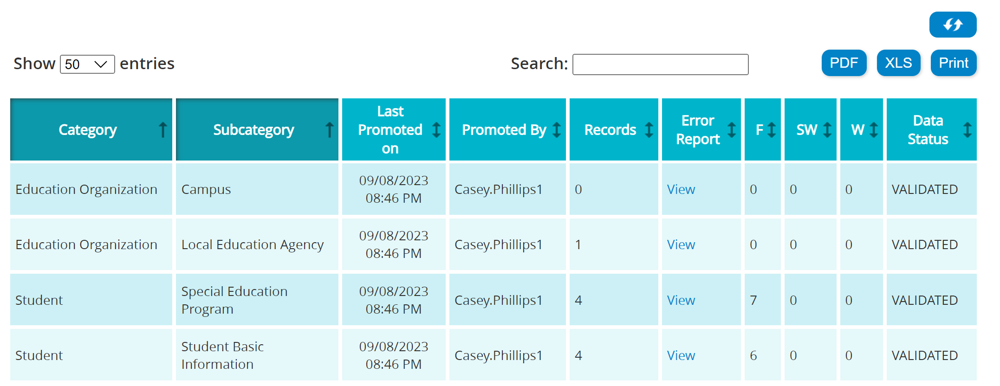 Show 50 entries Search: PDF XLS Print
Category Subcategory Last Promoted on Promoted By Records Error Report F SW W Data Status
Education Organization Campus 09/08/2023 08:46 PM Casey.Phillips1 0 View 0 0 0 VALIDATED
Education Organization Local Education Agency 09/08/2023 08:46 PM Casey.Phillips1 1 View 0 0 0 VALIDATED
Student Special Education Program 09/08/2023 08:46 PM Casey.Phillips1 4 View 7 0 0 VALIDATED
Student Student Basic Information 09/08/2023 08:46 PM Casey.Phillips1 4 View 6 0 0 VALIDATED